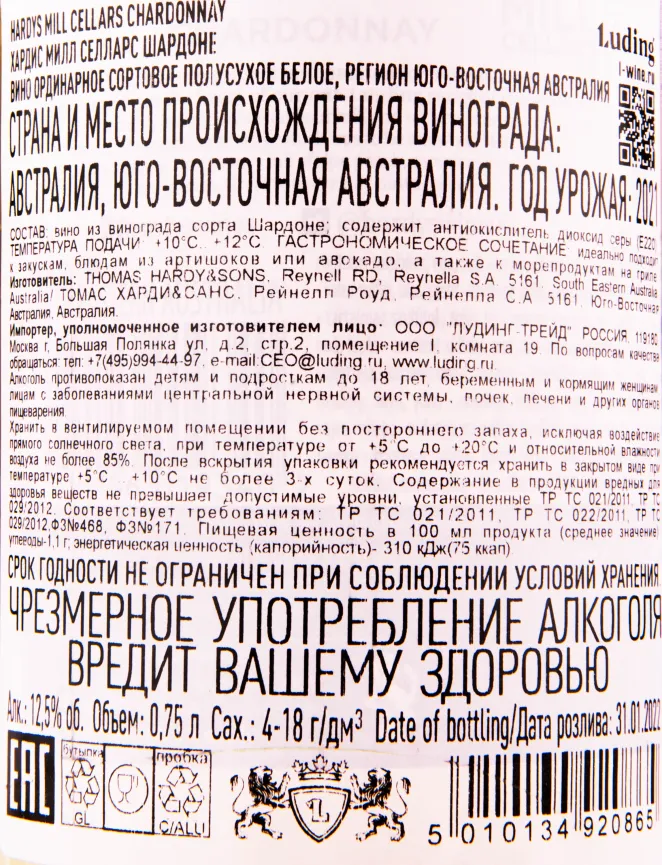 HARDYS MILL CELLARS CHARDONNAY
ХАРДИС МИЛЛ СЕЛЛАРС ШАРДОНЕ
Luding
l-wine.ru
ВИНО ОРДИНАРНОЕ СОРТОВОЕ ПОЛУСУХОЕ БЕЛОЕ, РЕГИОН ЮГО-ВОСТОЧНАЯ АВСТРАЛИЯ
СТРАНА И МЕСТО ПРОИСХОЖДЕНИЯ ВИНОГРАДА:
АВСТРАЛИЯ, ЮГО-ВОСТОЧНАЯ АВСТРАЛИЯ. ГОД УРОЖАЯ: 2021
СОСТАВ: вино из винограда сорта Шардоне; содержит антиокислитель диоксид серы (E220)
ТЕМПЕРАТУРА ПОДАЧИ: +10°C...+12°C. ГАСТРОНОМИЧЕСКОЕ СОЧЕТАНИЕ: идеально подходит
к закускам, блюдам из артишоков или авокадо, а также к морепродуктам на гриле
Изготовитель: THOMAS HARDY&SONS, Reynell RD, Reynella S.A. 5161, South Eastern Australia,
Australia/ ТОМАС ХАРДИ&САНС, Рейнелл Роуд, Рейнелла С.А. 5161, Юго-Восточная
Австралия, Австралия.
Импортер, уполномоченное изготовителем лицо: ООО "ЛУДИНГ-ТРЕЙД" РОССИЯ, 119180,
Москва г, Большая Полянка ул, д.2, стр.2, помещение I, комната 19. По вопросам качества
обращаться: тел: +7(495)994-44-97, e-mail:CEO@luding.ru, www.luding.ru.
Алкоголь противопоказан детям и подросткам до 18 лет, беременным и кормящим женщинам,
лицам с заболеваниями центральной нервной системы, почек, печени и других органов
пищеварения.
Хранить в вентилируемом помещении без постороннего запаха, исключая воздействие
прямого солнечного света, при температуре от +5°C до +20°C и относительной влажности
воздуха не более 85%. После вскрытия упаковки рекомендуется хранить в закрытом виде при
температуре +5°C ...+10°C не более 3-х суток. Содержание в продукции вредных для
здоровья веществ не превышает допустимые уровни, установленные ТР ТС 021/2011, ТР ТС
029/2012. Соответствует требованиям: ТР ТС 021/2011, ТР ТС 022/2011, ТР ТС
029/2012,ФЗ№468, ФЗ№171. Пищевая ценность в 100 мл продукта (среднее значение)
углеводы-1,1 г; энергетическая ценность (калорийность)- 310 кДж(75 ккал).
СРОК ГОДНОСТИ НЕ ОГРАНИЧЕН ПРИ СОБЛЮДЕНИИ УСЛОВИЙ ХРАНЕНИЯ
ЧРЕЗМЕРНОЕ УПОТРЕБЛЕНИЕ АЛКОГОЛЯ
ВРЕДИТ ВАШЕМУ ЗДОРОВЬЮ
Алк.: 12,5% об. Объем: 0,75 л Сах.: 4-18 г/дм³ Date of bottling/Дата розлива: 31.01.2022
EAC
бутылка
GL
пробка
C/ALU
L
5 010134 920865